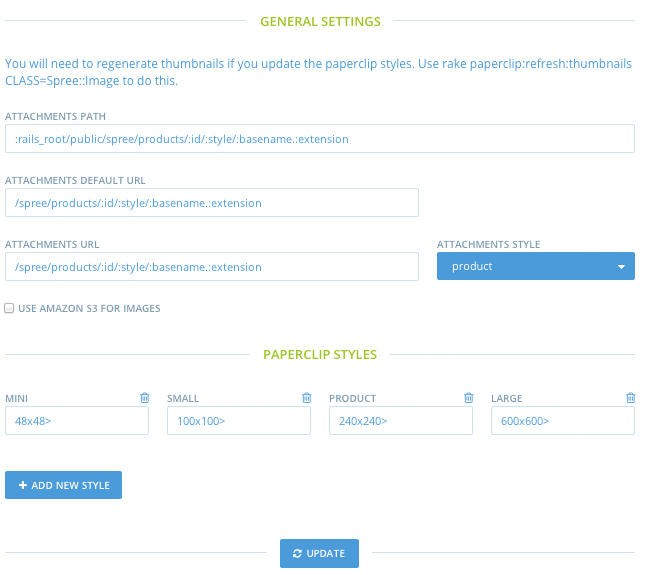 GENERAL SETTINGS
You will need to regenerate thumbnails if you update the paperclip styles. Use rake paperclip:refresh:thumbnails
CLASS=Spree::Image to do this.
ATTACHMENTS PATH
:rails_root/public/spree/products/:id/:style/:basename.:extension
ATTACHMENTS DEFAULT URL
/spree/products/:id/:style/:basename.:extension
ATTACHMENTS URL
ATTACHMENTS STYLE
/spree/products/:id/:style/:basename.:extension
product
USE AMAZON S3 FOR IMAGES
PAPERCLIP STYLES
MINI
SMALL
PRODUCT
LARGE
48x48>
100x100>
240x240>
600x600>
+ ADD NEW STYLE
UPDATE